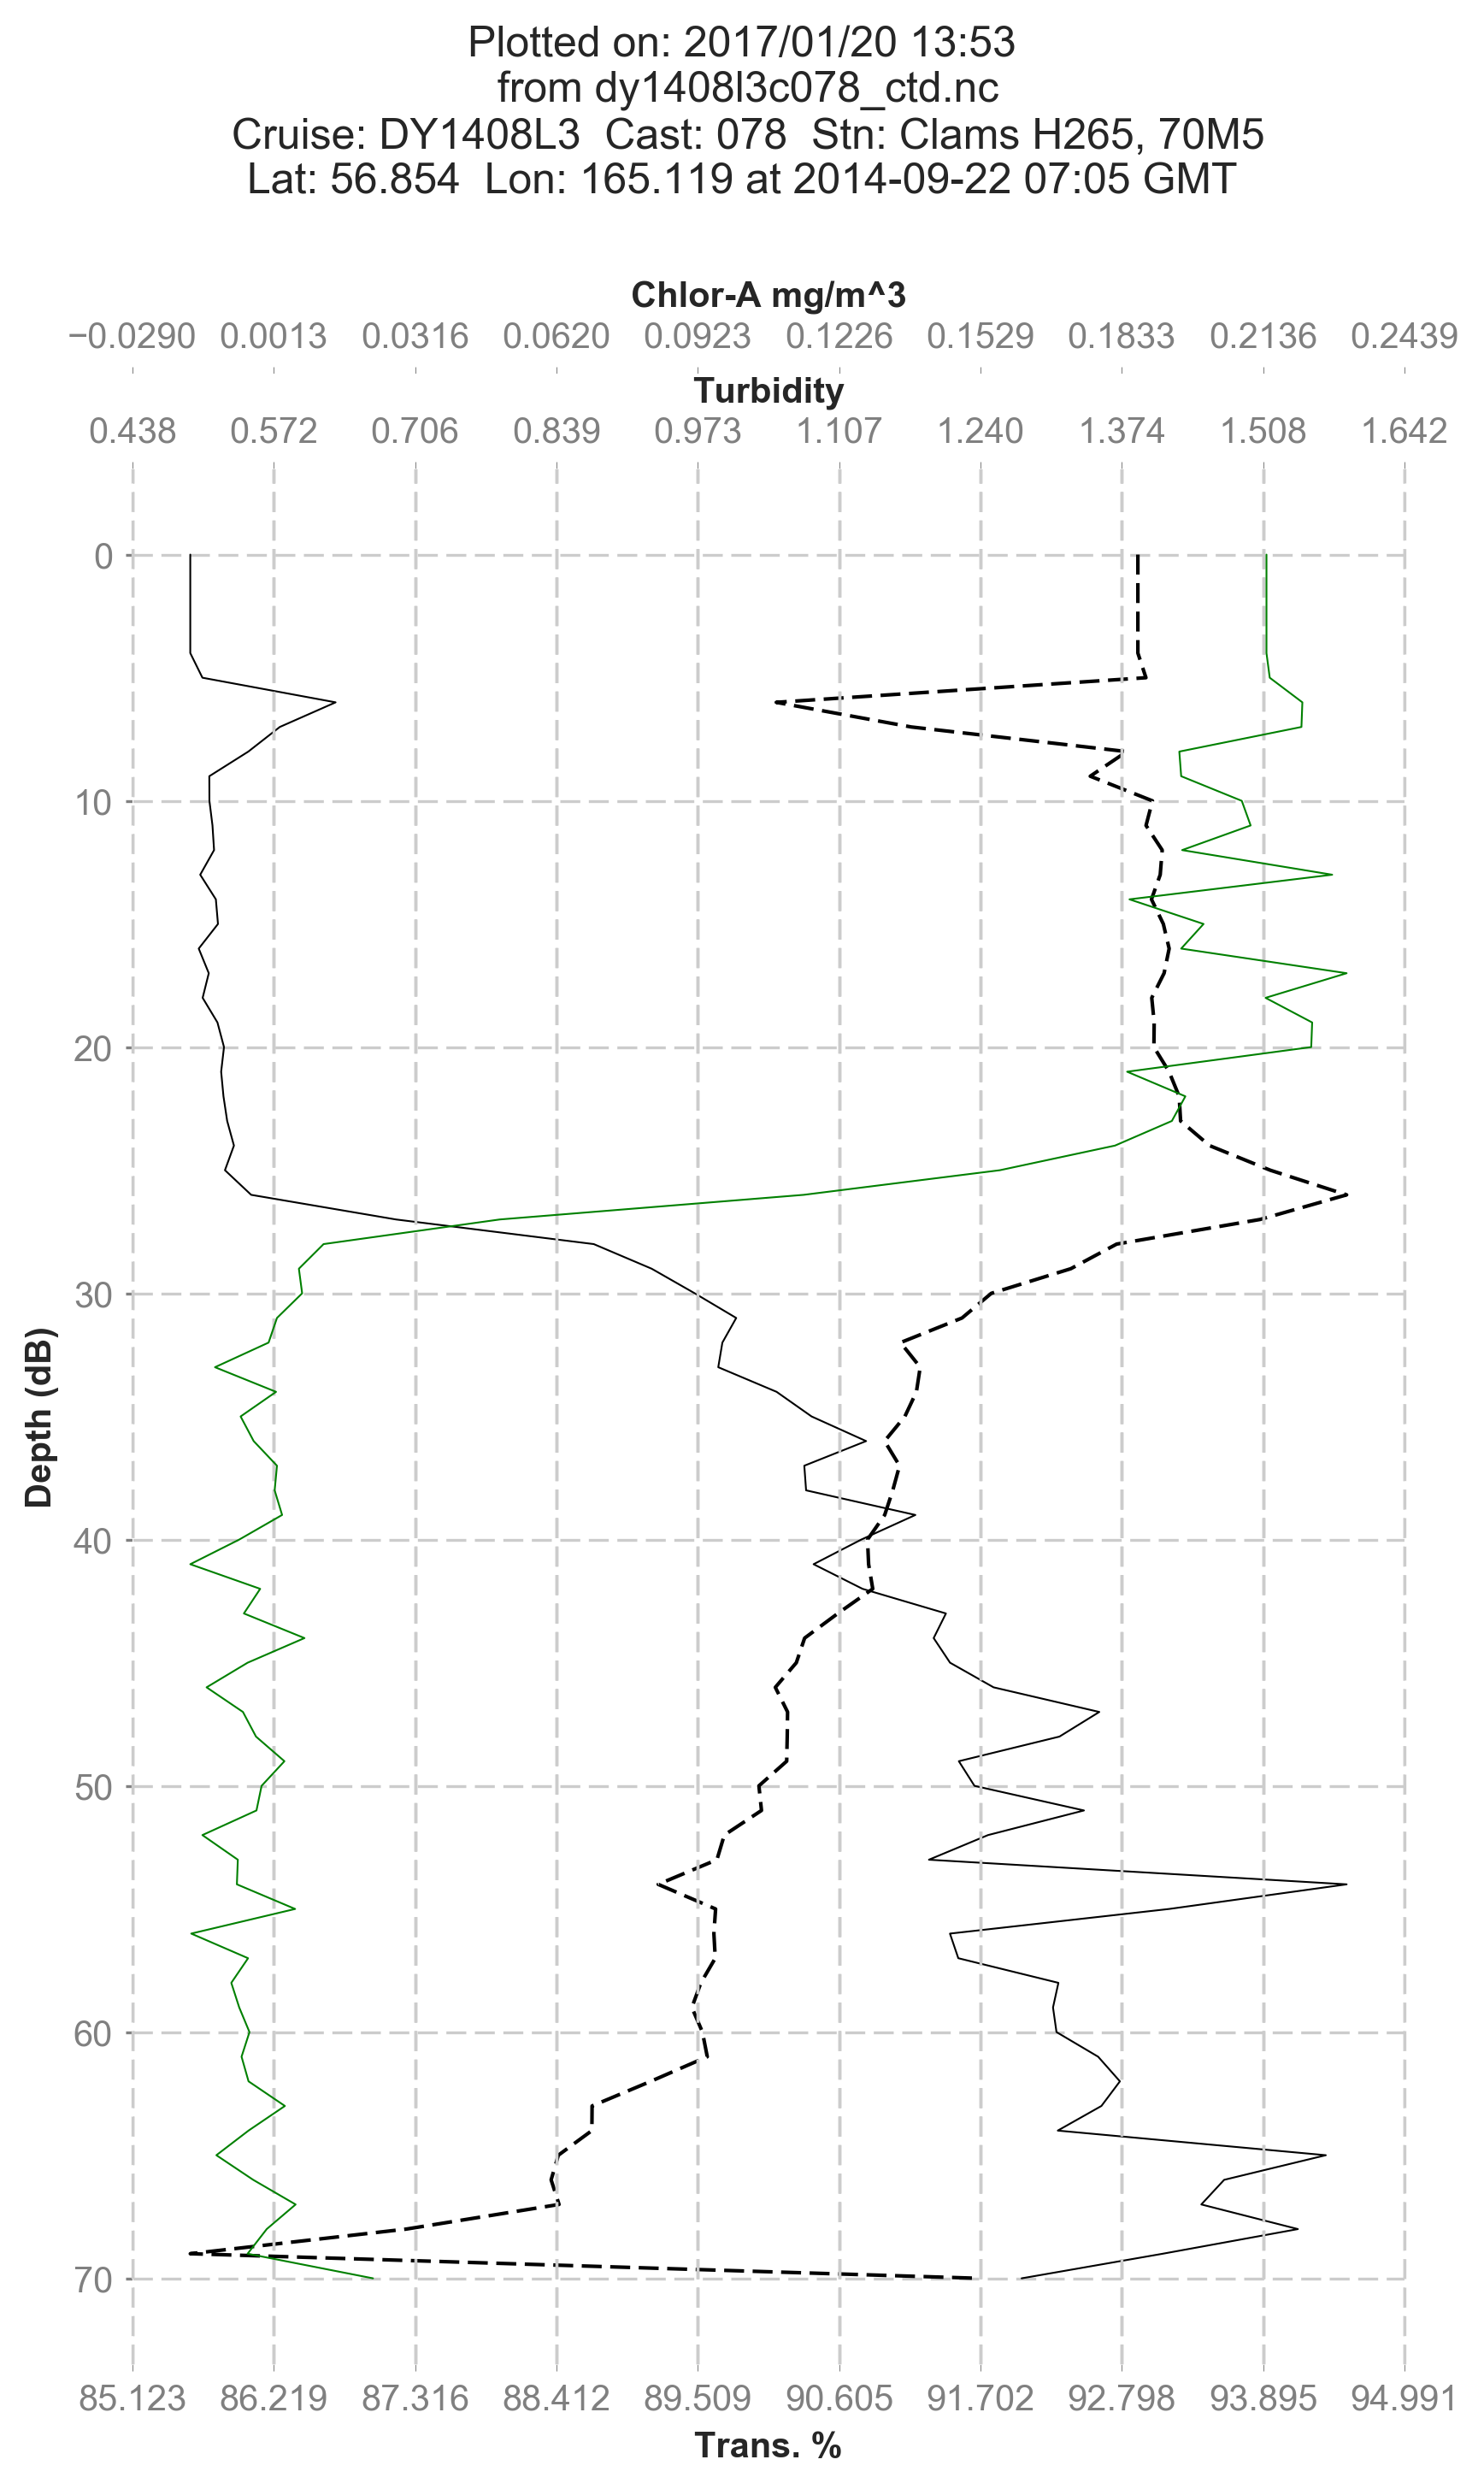 Plotted on: 2017/01/20 13:53
from dy1408l3c078_ctd.nc
Cruise: DY1408L3  Cast: 078  Stn: Clams H265, 70M5
Lat: 56.854  Lon: 165.119 at 2014-09-22 07:05 GMT
Chlor-A mg/m^3
−0.0290 0.0013 0.0316 0.0620 0.0923 0.1226 0.1529 0.1833 0.2136 0.2439
Turbidity
0.438 0.572 0.706 0.839 0.973 1.107 1.240 1.374 1.508 1.642
0
10
20
30
Depth (dB)
40
50
60
70
85.123 86.219 87.316 88.412 89.509 90.605 91.702 92.798 93.895 94.991
Trans. %